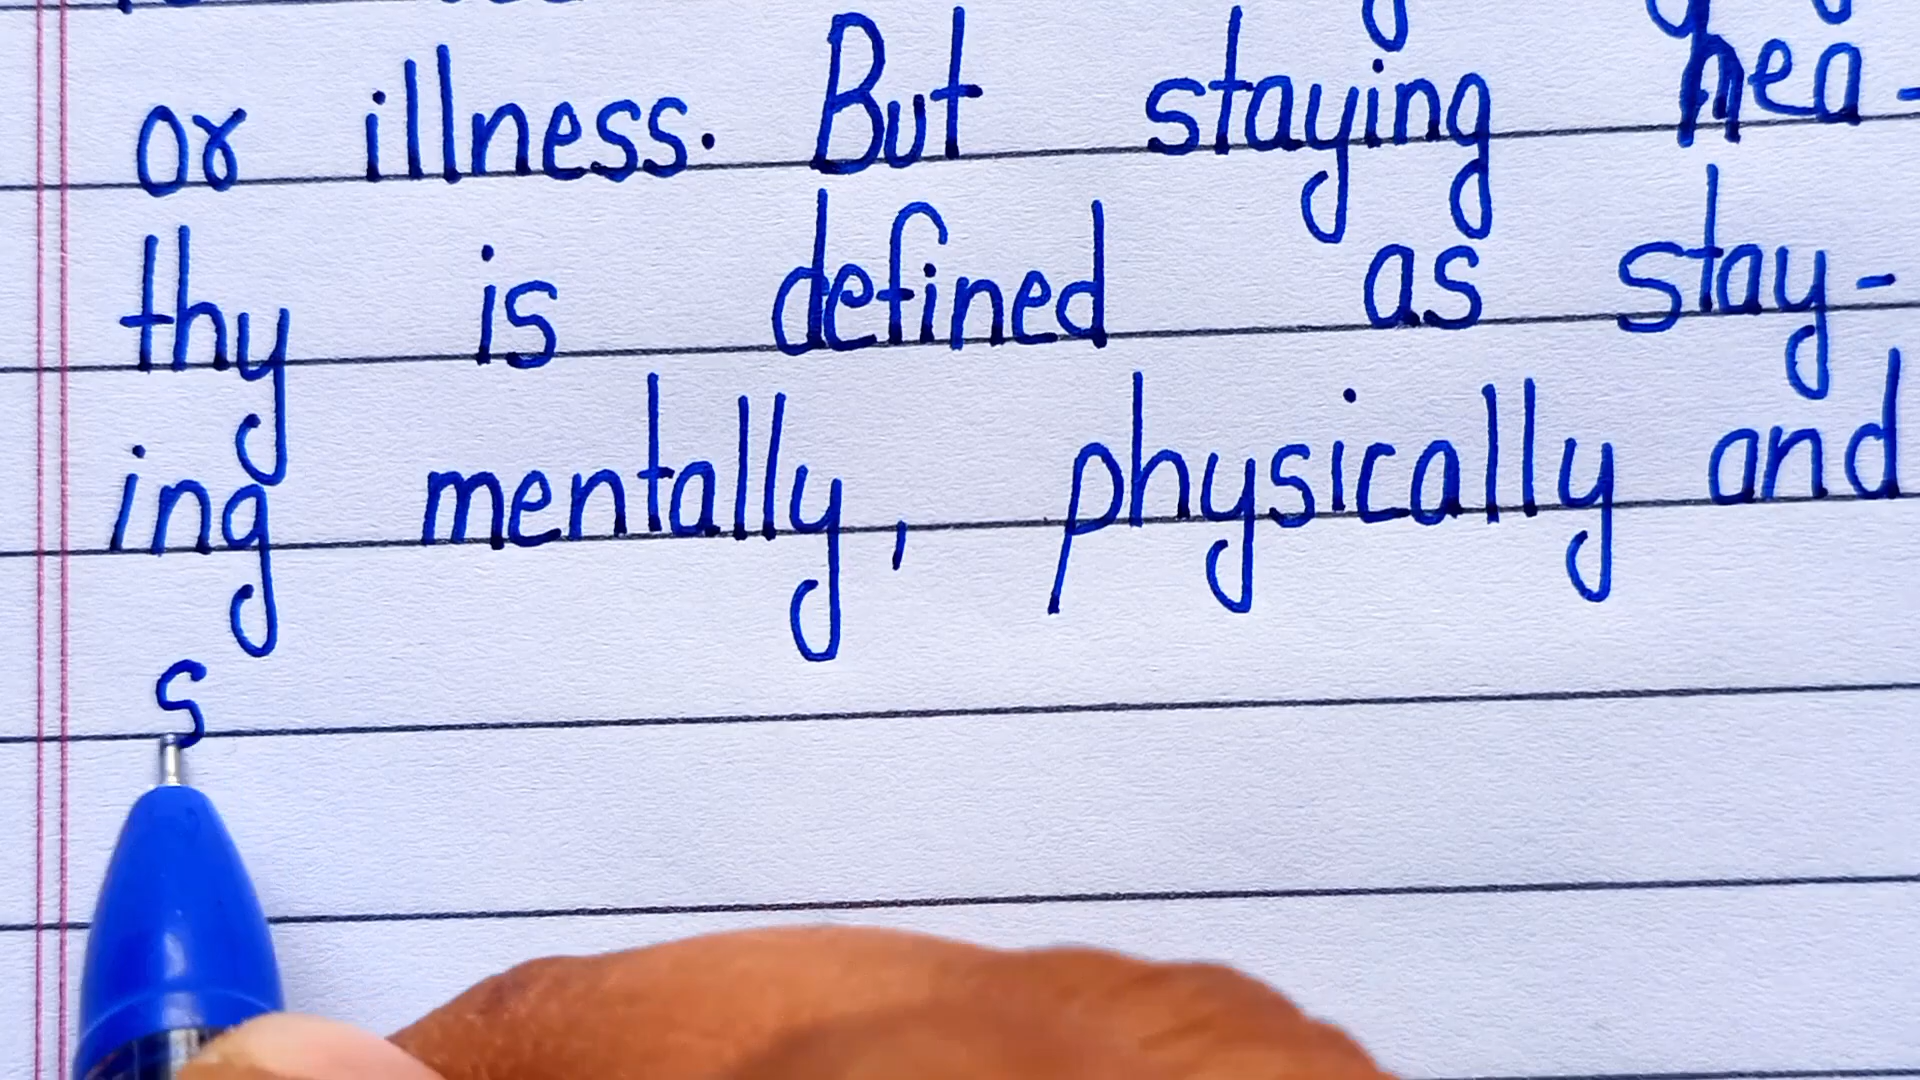 or illness. But staying hea-
thy is defined as stay-
ing mentally, physically and
s